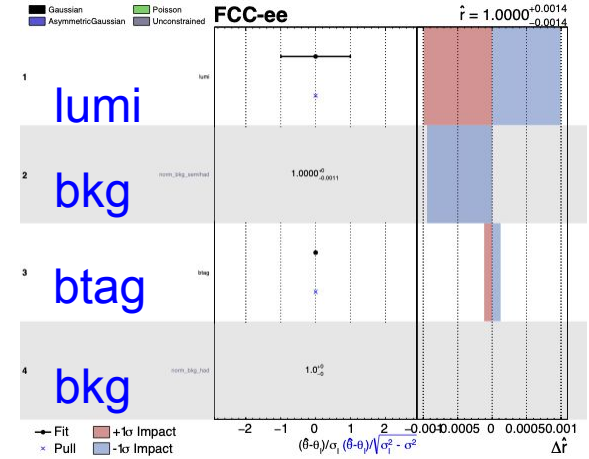 Gaussian Poisson FCC-ee r̂ = 1.0000 +0.0014 -0.0014
AsymmetricGaussian Unconstrained
1 lumi
lumi
2 norm_bkg_semihad 1.0000 +0 -0.0011
bkg
3 btag
btag
4 norm_bkg_had 1.0 +0 -0
bkg
−2 −1 0 1 2 −0.001 0.0005 0 0.0005 0.001
Fit +1σ Impact (θ̂-θI)/σI (θ̂-θI)/√σI² - σ² Δr̂
Pull -1σ Impact